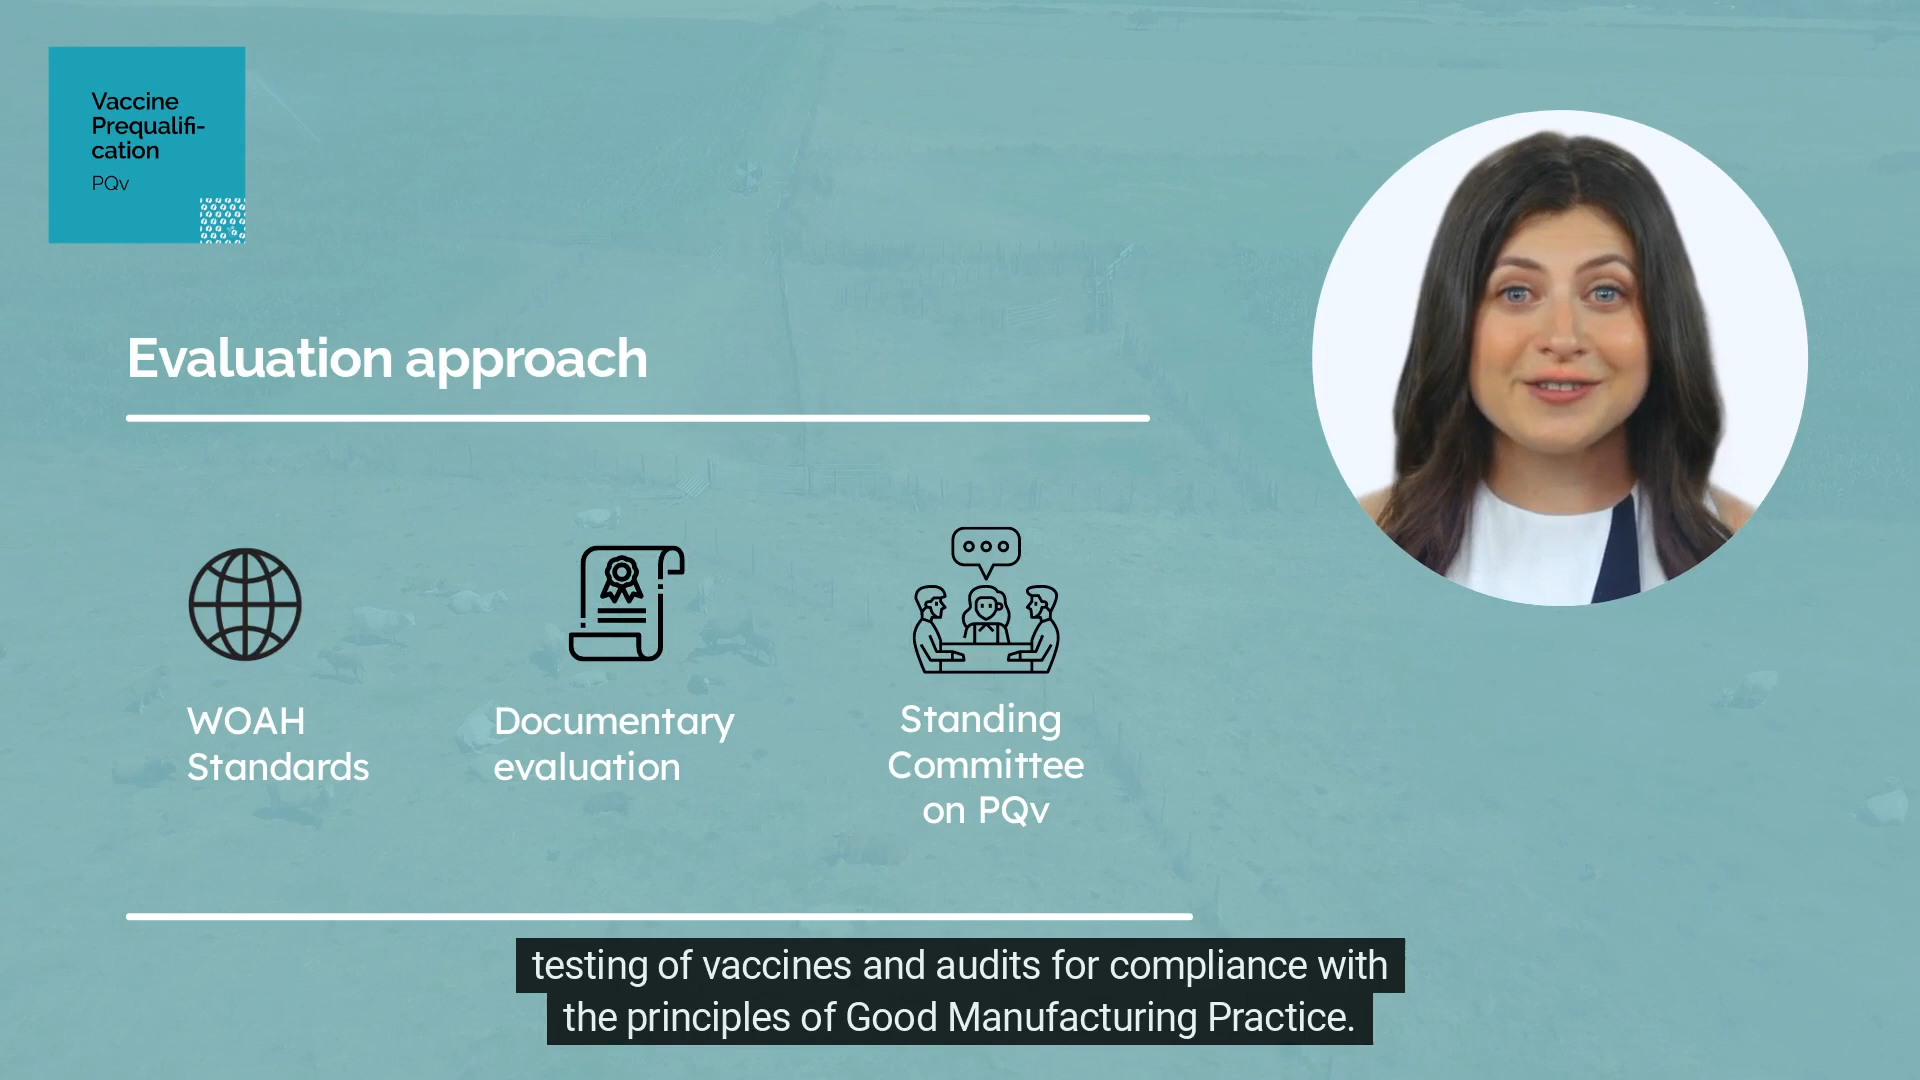 Vaccine
Prequalifi-
cation
PQv
Evaluation approach
WOAH
Standards
Documentary
evaluation
Standing
Committee
on PQv
testing of vaccines and audits for compliance with
the principles of Good Manufacturing Practice.